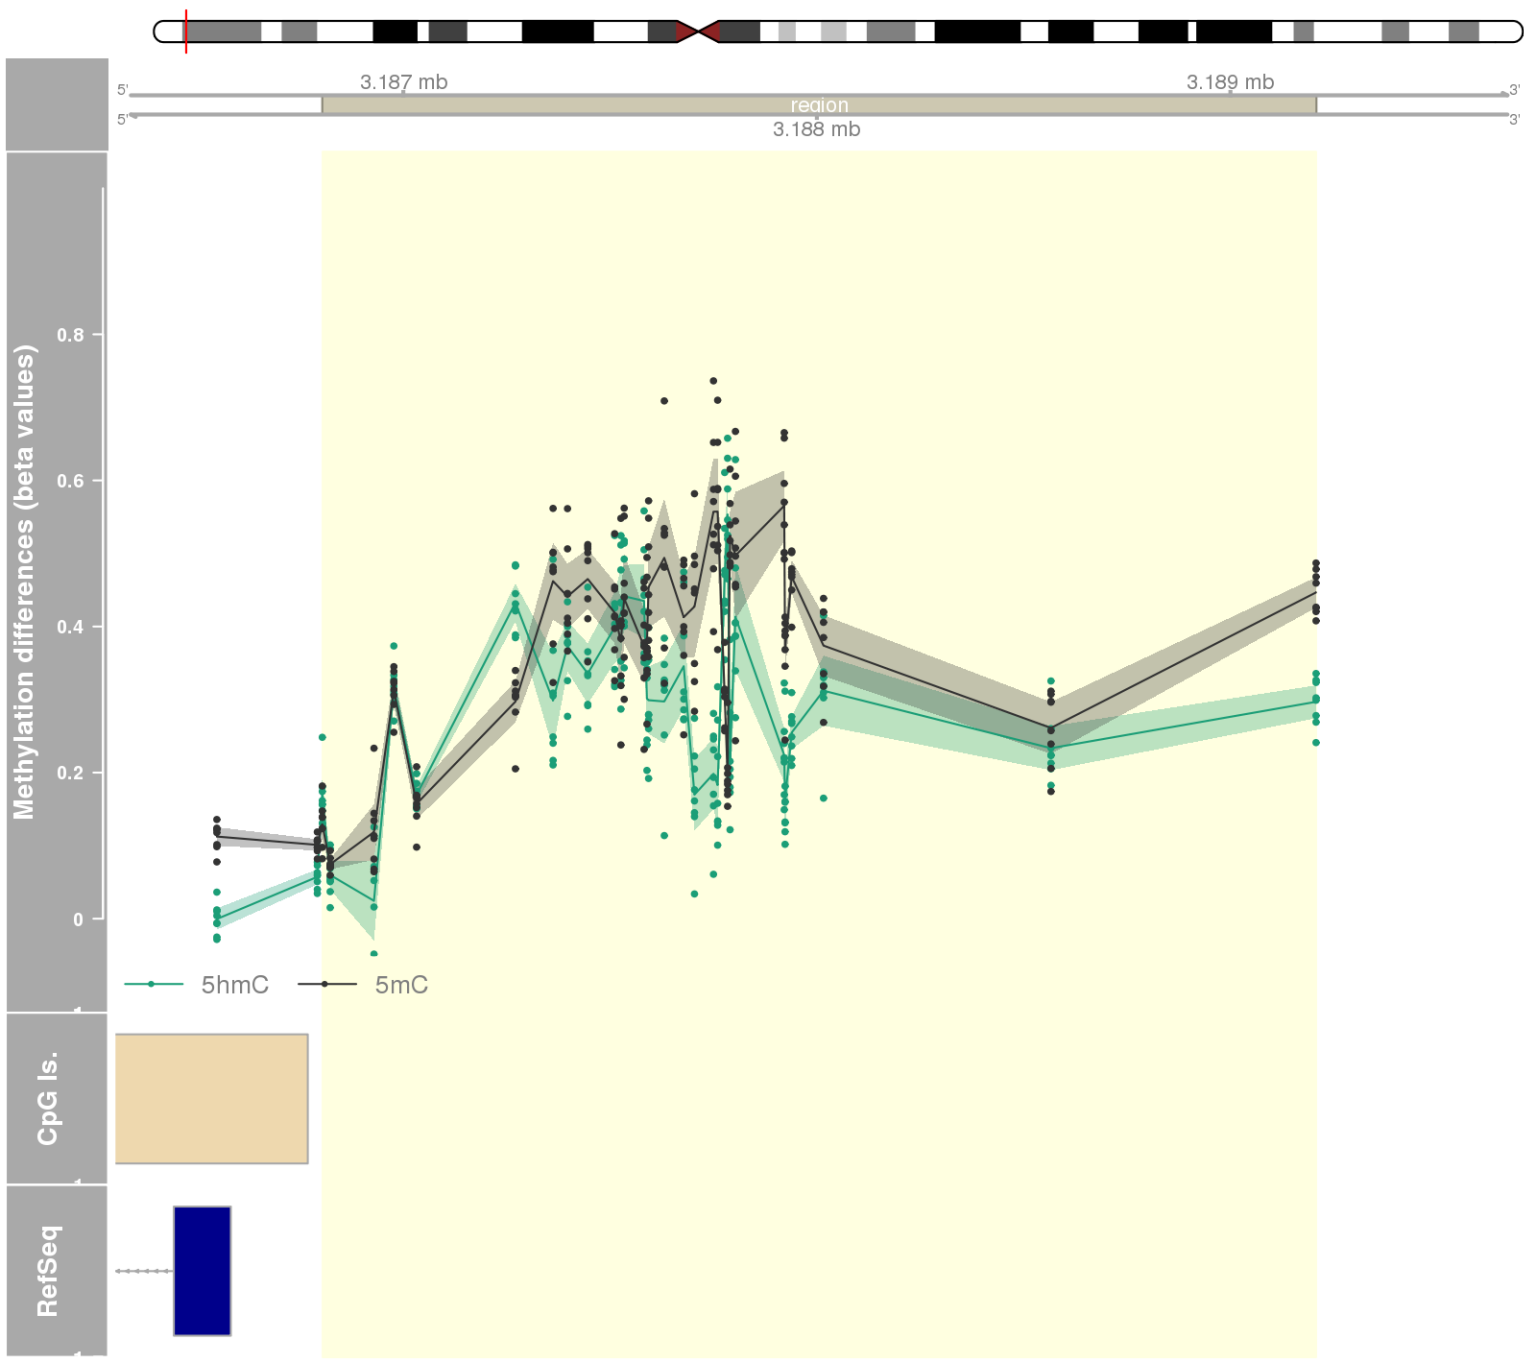 3.187 mb
3.189 mb
5'
3'
region
5'
3'
3.188 mb
Methylation differences (beta values)
0.8
0.6
0.4
0.2
0
5hmC
5mC
CpG Is.
RefSeq